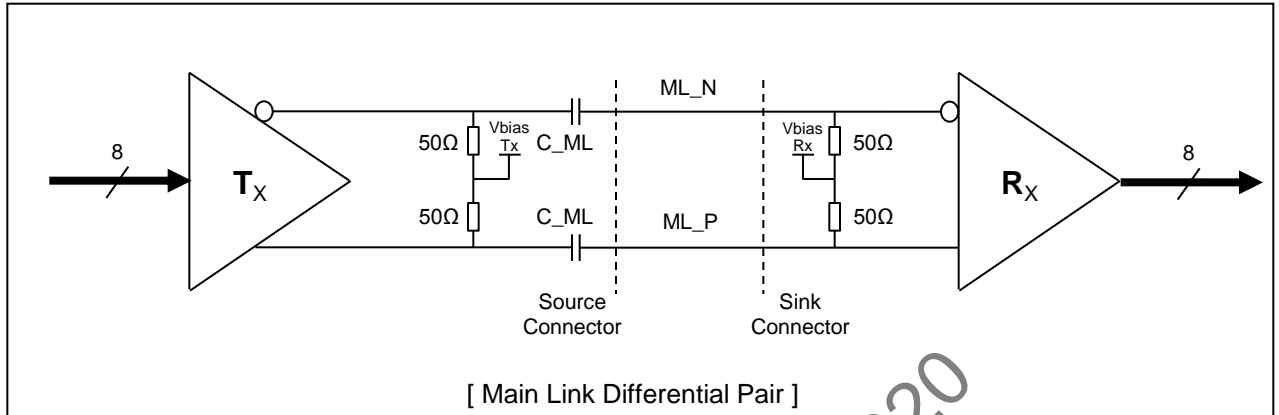 ML_N
Vbias
Tx
Vbias
Rx
50Ω
C_ML
50Ω
8
TX
RX
8
50Ω
C_ML
ML_P
50Ω
Source
Connector
Sink
Connector
20
[ Main Link Differential Pair ]